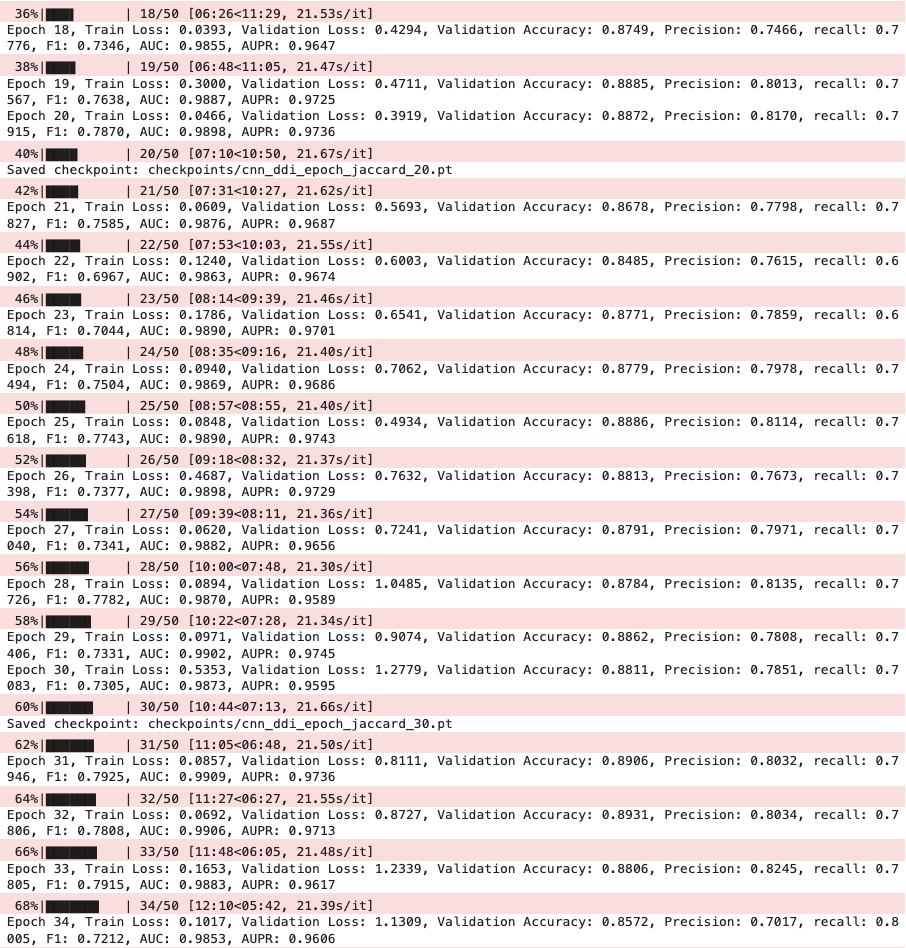 36%|████      | 18/50 [06:26<11:29, 21.53s/it]
Epoch 18, Train Loss: 0.0393, Validation Loss: 0.4294, Validation Accuracy: 0.8749, Precision: 0.7466, recall: 0.7
776, F1: 0.7346, AUC: 0.9855, AUPR: 0.9647
38%|████      | 19/50 [06:48<11:05, 21.47s/it]
Epoch 19, Train Loss: 0.3000, Validation Loss: 0.4711, Validation Accuracy: 0.8885, Precision: 0.8013, recall: 0.7
567, F1: 0.7638, AUC: 0.9887, AUPR: 0.9725
Epoch 20, Train Loss: 0.0466, Validation Loss: 0.3919, Validation Accuracy: 0.8872, Precision: 0.8170, recall: 0.7
915, F1: 0.7870, AUC: 0.9898, AUPR: 0.9736
40%|████      | 20/50 [07:10<10:50, 21.67s/it]
Saved checkpoint: checkpoints/cnn_ddi_epoch_jaccard_20.pt
42%|████      | 21/50 [07:31<10:27, 21.62s/it]
Epoch 21, Train Loss: 0.0609, Validation Loss: 0.5693, Validation Accuracy: 0.8678, Precision: 0.7798, recall: 0.7
827, F1: 0.7585, AUC: 0.9876, AUPR: 0.9687
44%|████▍     | 22/50 [07:53<10:03, 21.55s/it]
Epoch 22, Train Loss: 0.1240, Validation Loss: 0.6003, Validation Accuracy: 0.8485, Precision: 0.7615, recall: 0.6
902, F1: 0.6967, AUC: 0.9863, AUPR: 0.9674
46%|█████     | 23/50 [08:14<09:39, 21.46s/it]
Epoch 23, Train Loss: 0.1786, Validation Loss: 0.6541, Validation Accuracy: 0.8771, Precision: 0.7859, recall: 0.6
814, F1: 0.7044, AUC: 0.9890, AUPR: 0.9701
48%|█████     | 24/50 [08:35<09:16, 21.40s/it]
Epoch 24, Train Loss: 0.0940, Validation Loss: 0.7062, Validation Accuracy: 0.8779, Precision: 0.7978, recall: 0.7
494, F1: 0.7504, AUC: 0.9869, AUPR: 0.9686
50%|█████     | 25/50 [08:57<08:55, 21.40s/it]
Epoch 25, Train Loss: 0.0848, Validation Loss: 0.4934, Validation Accuracy: 0.8886, Precision: 0.8114, recall: 0.7
618, F1: 0.7743, AUC: 0.9890, AUPR: 0.9743
52%|█████     | 26/50 [09:18<08:32, 21.37s/it]
Epoch 26, Train Loss: 0.4687, Validation Loss: 0.7632, Validation Accuracy: 0.8813, Precision: 0.7673, recall: 0.7
398, F1: 0.7377, AUC: 0.9898, AUPR: 0.9729
54%|█████     | 27/50 [09:39<08:11, 21.36s/it]
Epoch 27, Train Loss: 0.0620, Validation Loss: 0.7241, Validation Accuracy: 0.8791, Precision: 0.7971, recall: 0.7
040, F1: 0.7341, AUC: 0.9882, AUPR: 0.9656
56%|██████    | 28/50 [10:00<07:48, 21.30s/it]
Epoch 28, Train Loss: 0.0894, Validation Loss: 1.0485, Validation Accuracy: 0.8784, Precision: 0.8135, recall: 0.7
726, F1: 0.7782, AUC: 0.9870, AUPR: 0.9589
58%|██████    | 29/50 [10:22<07:28, 21.34s/it]
Epoch 29, Train Loss: 0.0971, Validation Loss: 0.9074, Validation Accuracy: 0.8862, Precision: 0.7808, recall: 0.7
406, F1: 0.7331, AUC: 0.9902, AUPR: 0.9745
Epoch 30, Train Loss: 0.5353, Validation Loss: 1.2779, Validation Accuracy: 0.8811, Precision: 0.7851, recall: 0.7
083, F1: 0.7305, AUC: 0.9873, AUPR: 0.9595
60%|██████    | 30/50 [10:44<07:13, 21.66s/it]
Saved checkpoint: checkpoints/cnn_ddi_epoch_jaccard_30.pt
62%|██████    | 31/50 [11:05<06:48, 21.50s/it]
Epoch 31, Train Loss: 0.0857, Validation Loss: 0.8111, Validation Accuracy: 0.8906, Precision: 0.8032, recall: 0.7
946, F1: 0.7925, AUC: 0.9909, AUPR: 0.9736
64%|██████    | 32/50 [11:27<06:27, 21.55s/it]
Epoch 32, Train Loss: 0.0692, Validation Loss: 0.8727, Validation Accuracy: 0.8931, Precision: 0.8034, recall: 0.7
806, F1: 0.7808, AUC: 0.9906, AUPR: 0.9713
66%|███████   | 33/50 [11:48<06:05, 21.48s/it]
Epoch 33, Train Loss: 0.1653, Validation Loss: 1.2339, Validation Accuracy: 0.8806, Precision: 0.8245, recall: 0.7
805, F1: 0.7915, AUC: 0.9883, AUPR: 0.9617
68%|███████   | 34/50 [12:10<05:42, 21.39s/it]
Epoch 34, Train Loss: 0.1017, Validation Loss: 1.1309, Validation Accuracy: 0.8572, Precision: 0.7017, recall: 0.8
005, F1: 0.7212, AUC: 0.9853, AUPR: 0.9606